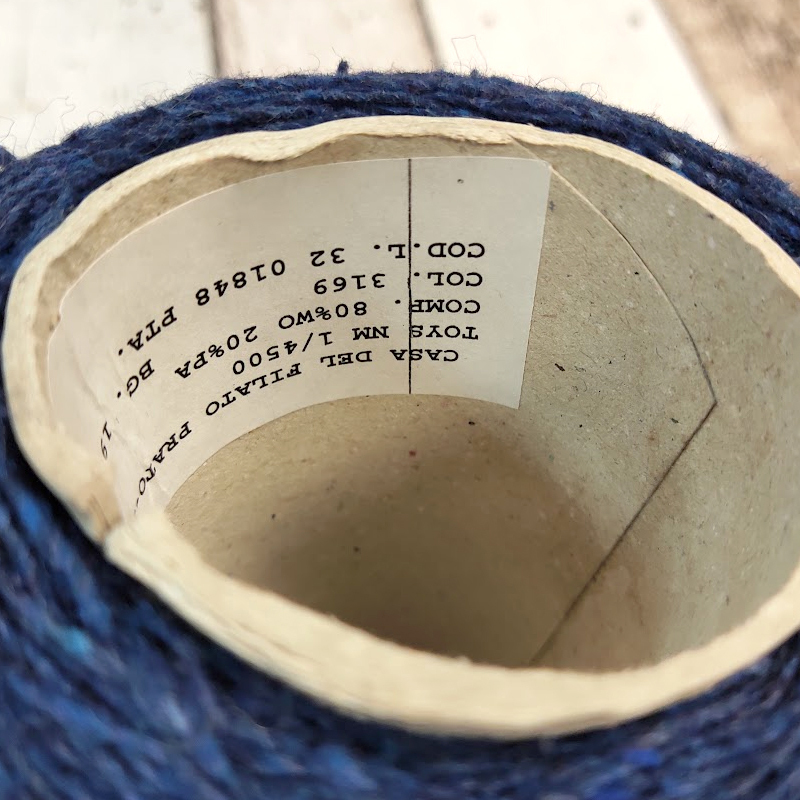 CASA DEL FILATO PRATO
TOYS NM 1/4500
COMP. 80%WO 20%PA BG. 19
COL. 3169
COD.L. 32 01848 PTA.